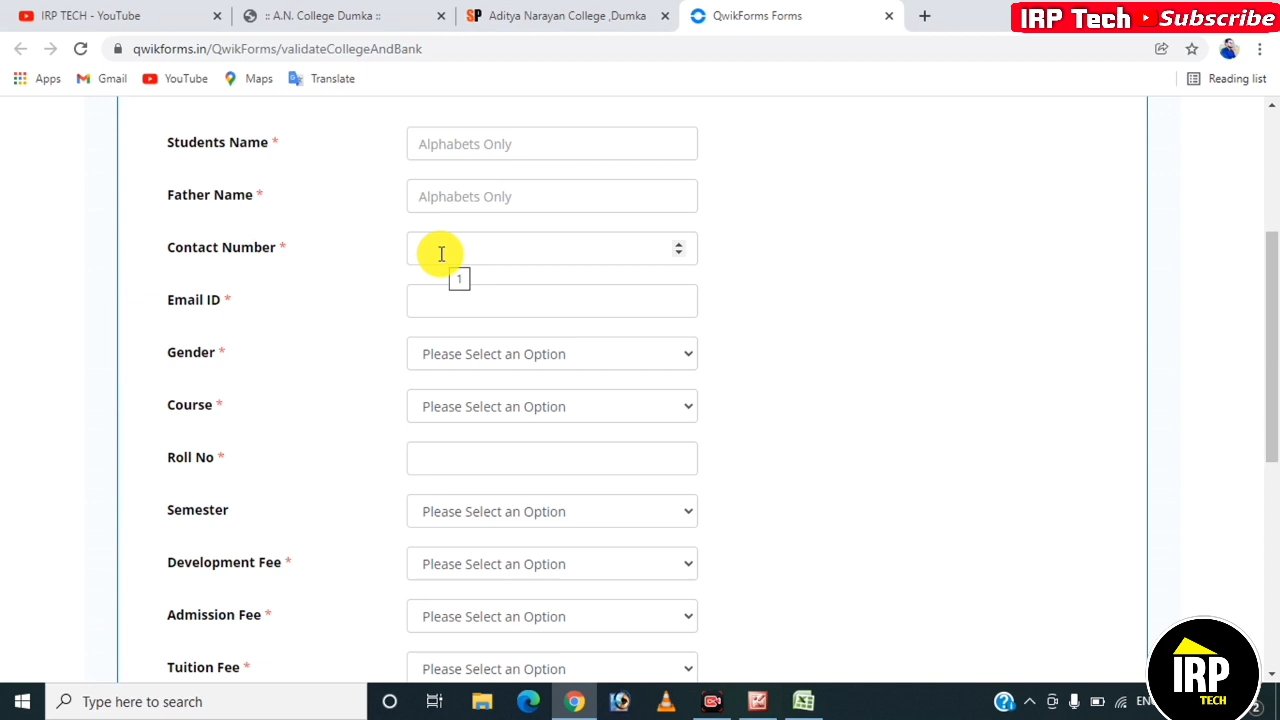 IRP TECH - YouTube
:: A.N. College Dumka ::
SP Aditya Narayan College ,Dumka
QwikForms Forms
IRP Tech Subscribe
qwikforms.in/QwikForms/validateCollegeAndBank
Apps
Gmail
YouTube
Maps
Translate
Reading list
Students Name *
Alphabets Only
Father Name *
Alphabets Only
Contact Number *
1
Email ID *
Gender *
Please Select an Option
Course *
Please Select an Option
Roll No *
Semester
Please Select an Option
Development Fee *
Please Select an Option
Admission Fee *
Please Select an Option
Tuition Fee *
Please Select an Option
IRP
TECH
Type here to search
2